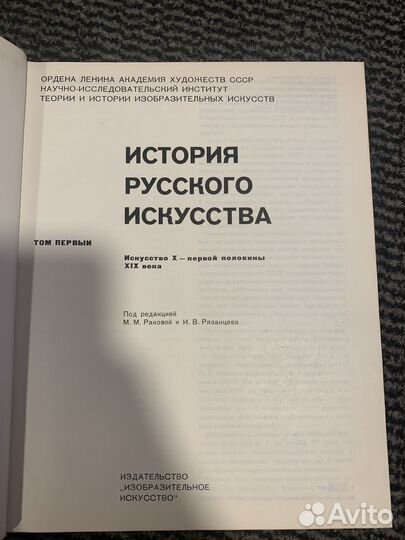 ОРДЕНА ЛЕНИНА АКАДЕМИЯ ХУДОЖЕСТВ СССР
НАУЧНО-ИССЛЕДОВАТЕЛЬСКИЙ ИНСТИТУТ
ТЕОРИИ И ИСТОРИИ ИЗОБРАЗИТЕЛЬНЫХ ИСКУССТВ
ИСТОРИЯ
РУССКОГО
ИСКУССТВА
ТОМ ПЕРВЫЙ
Искусство X — первой половины
XIX века
Под редакцией
М. М. Раковой и И. В. Рязанцева
ИЗДАТЕЛЬСТВО
„ИЗОБРАЗИТЕЛЬНОЕ
ИСКУССТВО"
Avito